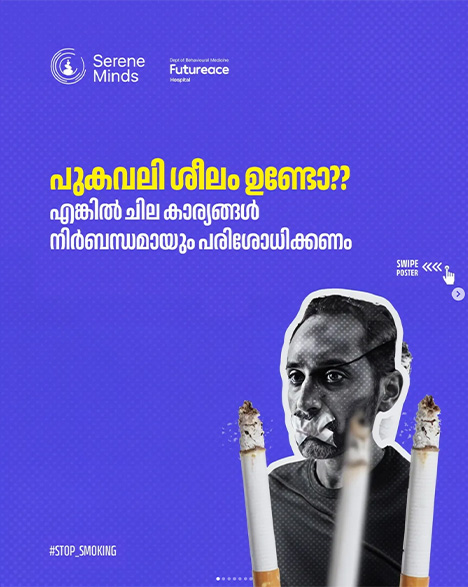 Serene
Minds
Dept of Behavioural Medicine
Futureace
Hospital
പുകവലി ശീലം ഉണ്ടോ??
എങ്കിൽ ചില കാര്യങ്ങൾ
നിർബന്ധമായും പരിശോധിക്കണം
SWIPE
POSTER
#STOP_SMOKING